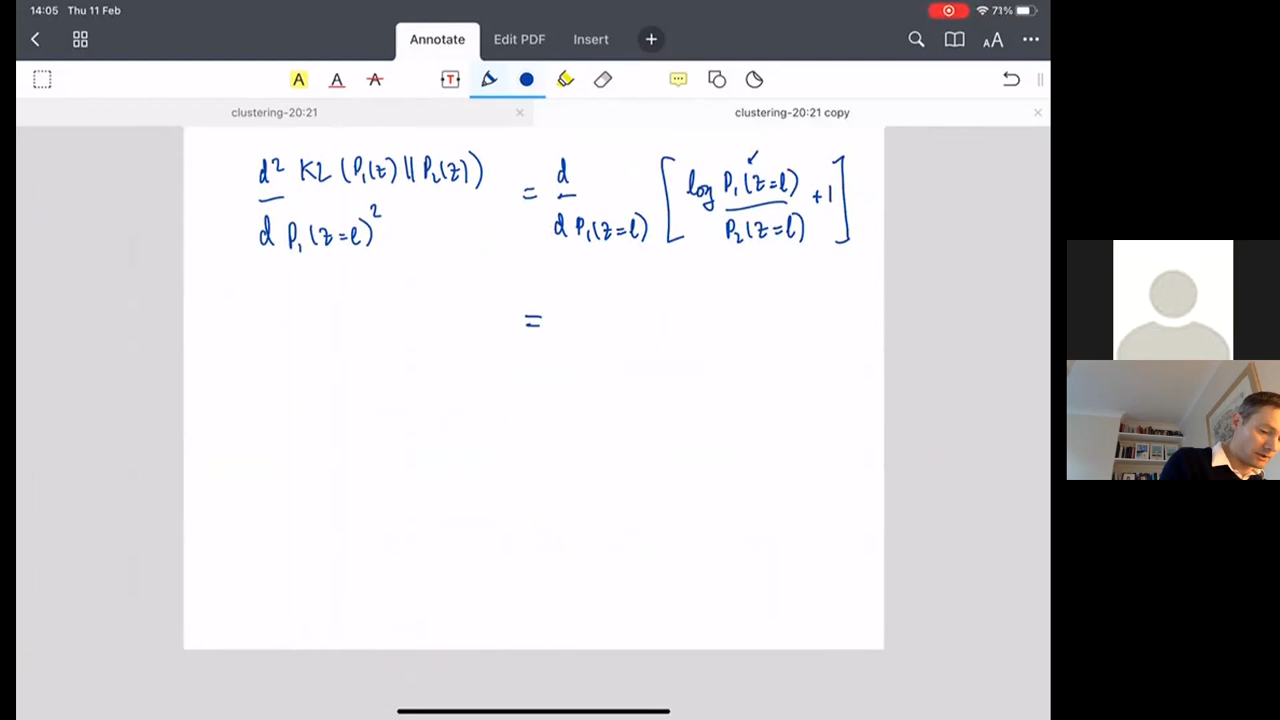 14:05 Thu 11 Feb 71%
Annotate Edit PDF Insert
clustering-20:21 clustering-20:21 copy
d² KL (P₁(z) || P₂(z)) = d [ log P₁(z=l) + 1 ]
d P₁(z=l)² d P₁(z=l) P₂(z=l)
=